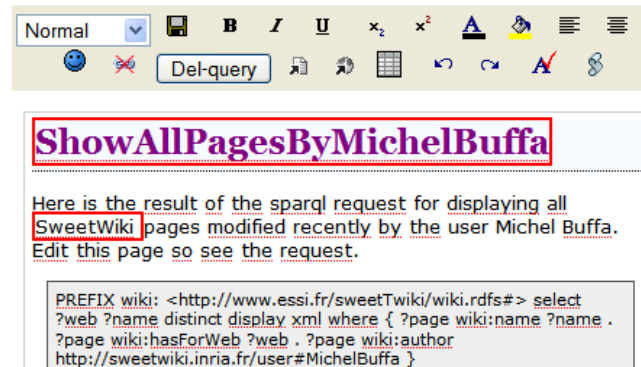 Normal B I U x₂ x² A
Del-query
ShowAllPagesByMichelBuffa
Here is the result of the sparql request for displaying all
SweetWiki pages modified recently by the user Michel Buffa.
Edit this page so see the request.
PREFIX wiki: <http://www.essi.fr/sweetTwiki/wiki.rdfs#> select
?web ?name distinct display xml where { ?page wiki:name ?name .
?page wiki:hasForWeb ?web . ?page wiki:author
http://sweetwiki.inria.fr/user#MichelBuffa }